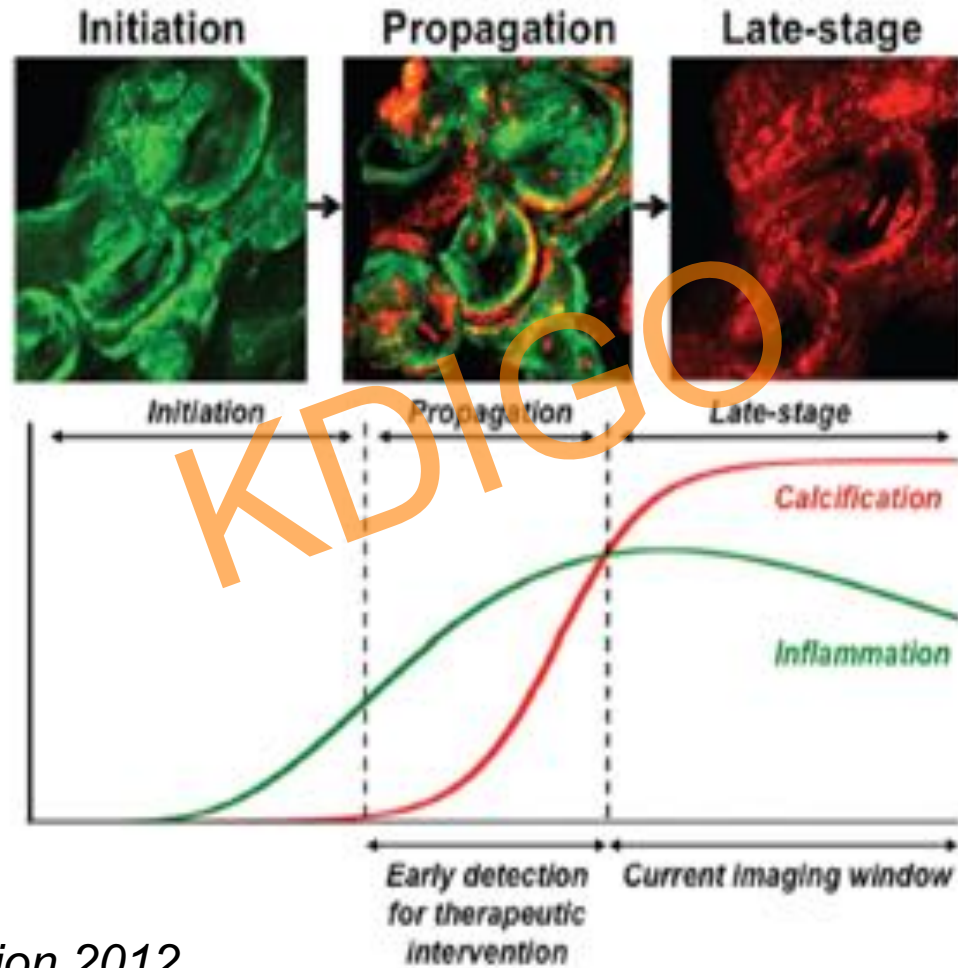 Initiation Propagation Late-stage
KDIGO
Initiation Propagation Late-stage
Calcification
Inflammation
Early detection
for therapeutic
intervention
Current imaging window
2012